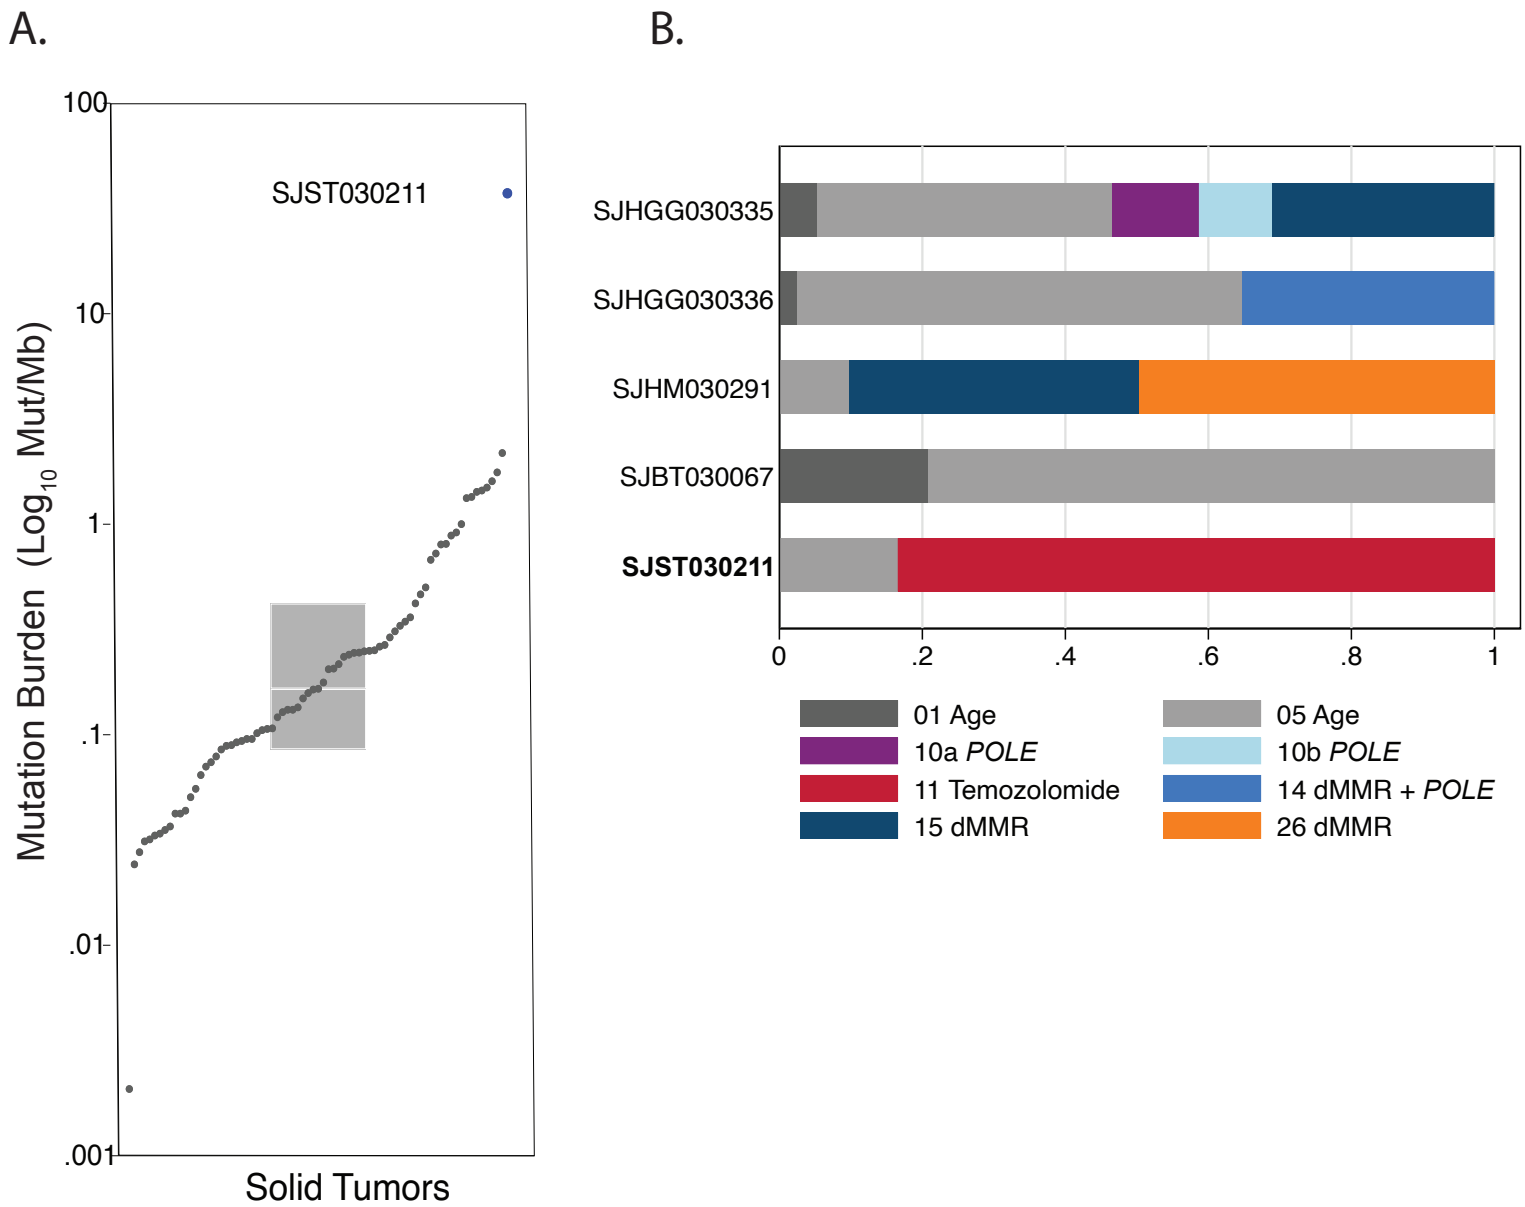 A.
B.
100
10
1
.1
.01
.001
Mutation Burden (Log10 Mut/Mb)
SJST030211
Solid Tumors
SJHGG030335
SJHGG030336
SJHM030291
SJBT030067
SJST030211
0 .2 .4 .6 .8 1
01 Age 05 Age
10a POLE 10b POLE
11 Temozolomide 14 dMMR + POLE
15 dMMR 26 dMMR